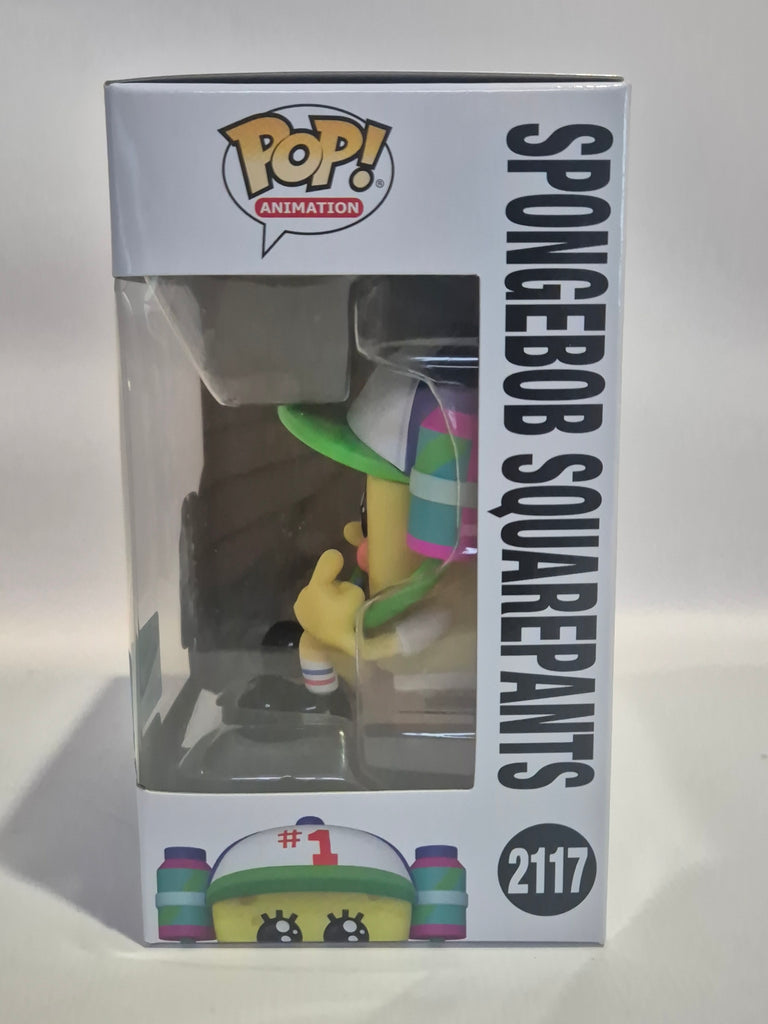 POP!®
ANIMATION
SPONGEBOB SQUAREPANTS
#1
2117